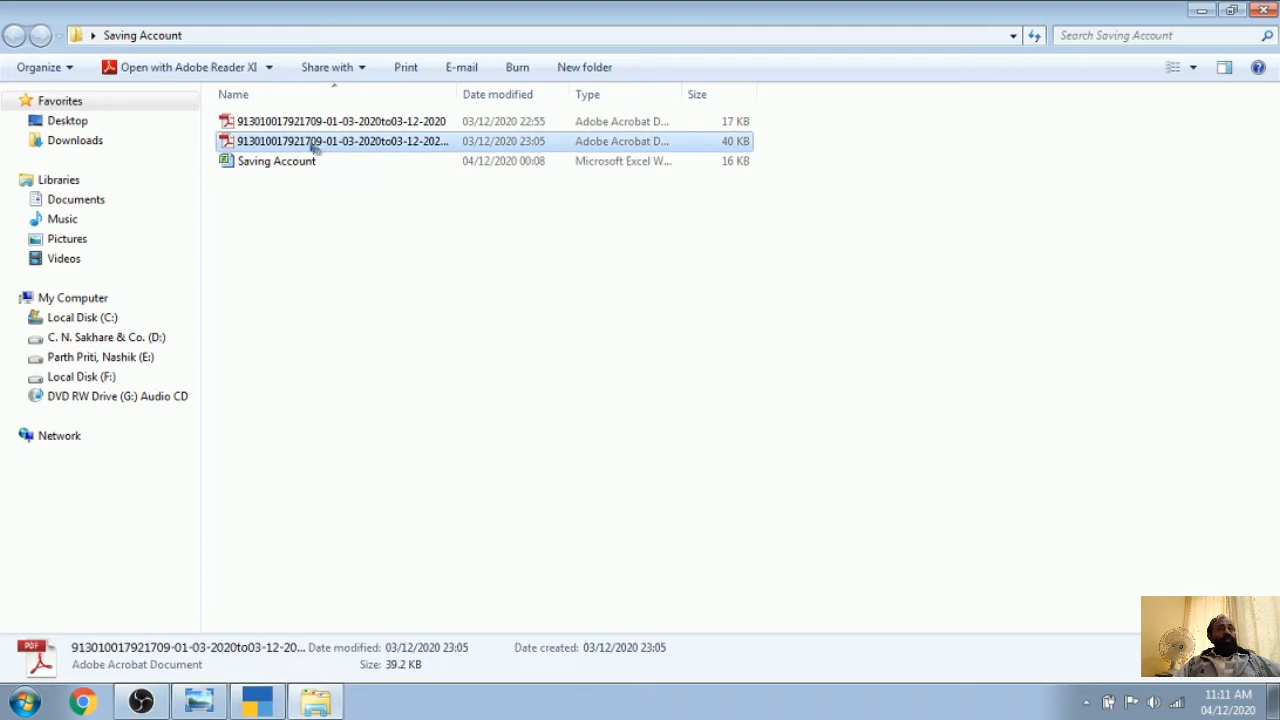 Saving Account
Search Saving Account
Organize
Open with Adobe Reader XI
Share with
Print
E-mail
Burn
New folder
Favorites
Desktop
Downloads
Libraries
Documents
Music
Pictures
Videos
My Computer
Local Disk (C:)
C. N. Sakhare & Co. (D:)
Parth Priti, Nashik (E:)
Local Disk (F:)
DVD RW Drive (G:) Audio CD
Network
Name Date modified Type Size
913010017921709-01-03-2020to03-12-2020 03/12/2020 22:55 Adobe Acrobat D... 17 KB
913010017921709-01-03-2020to03-12-202... 03/12/2020 23:05 Adobe Acrobat D... 40 KB
Saving Account 04/12/2020 00:08 Microsoft Excel W... 16 KB
PDF
913010017921709-01-03-2020to03-12-20... Date modified: 03/12/2020 23:05 Date created: 03/12/2020 23:05
Adobe Acrobat Document Size: 39.2 KB
11:11 AM
04/12/2020